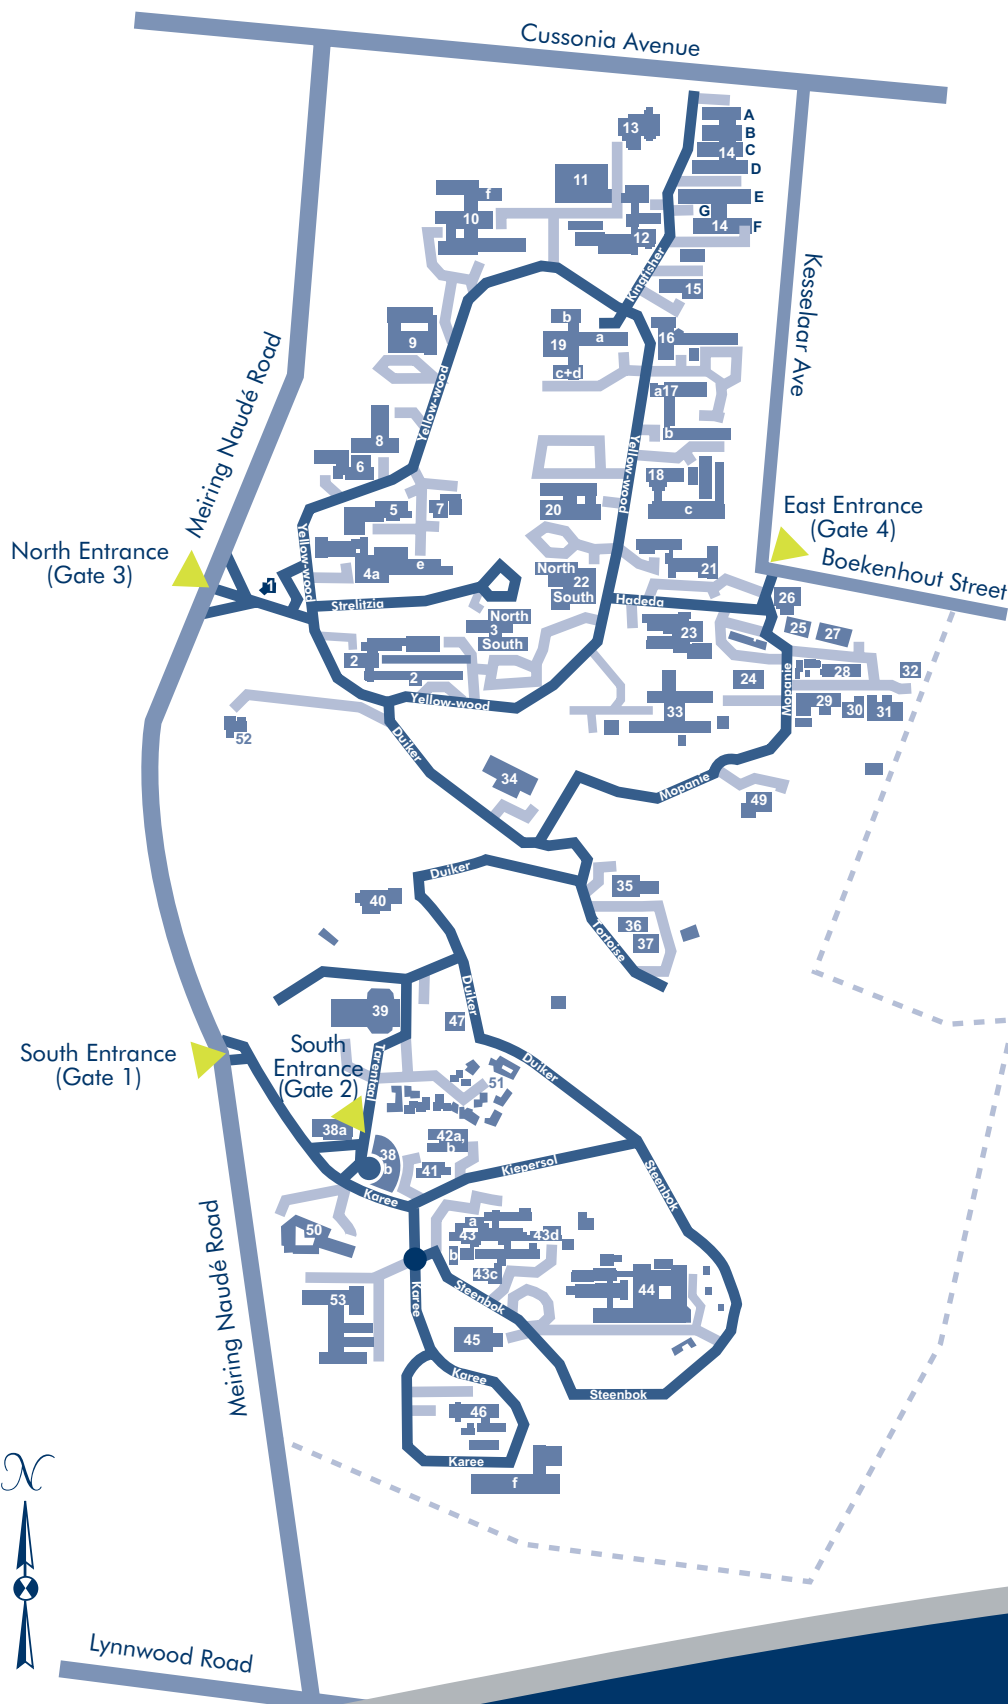 Cussonia Avenue
A
B
C
14
D
E
G
14
F
13
11
f
10
12
Kingfisher
15
Kesselaar Ave
Meiring Naudé Road
b
a
19
c+d
16
9
a17
b
Yellow-wood
Yellow-wood
8
6
18
c
5
7
20
East Entrance
(Gate 4)
Boekenhout Street
North Entrance
(Gate 3)
1
Yellow-wood
4a
e
Strelitzia
North
22
South
21
Hadeda
26
25
27
North
3
South
23
2
2
24
28
32
29
30
31
Mopanie
Yellow-wood
33
52
Duiker
34
Mopanie
49
Duiker
35
40
36
37
Tortoise
39
Duiker
47
South Entrance
(Gate 1)
South
Entrance
(Gate 2)
Tarentaal
Duiker
51
38a
38
b
42a,
b
41
Kiepersol
Karee
Steenbok
50
a
43
43d
b
43c
Steenbok
44
53
Karee
45
Karee
Steenbok
46
Karee
f
Meiring Naudé Road
N
Lynnwood Road